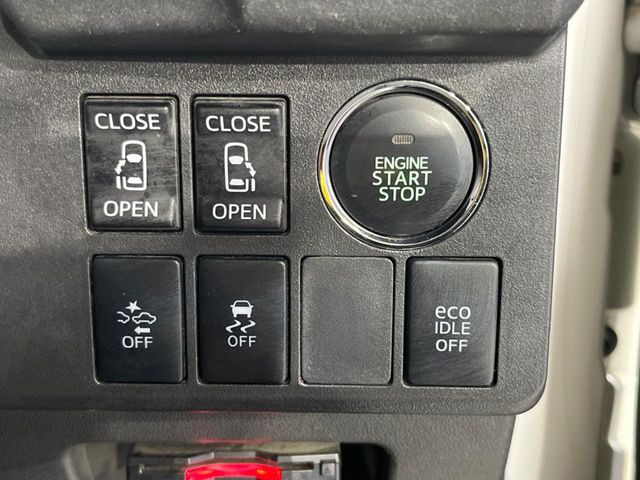 CLOSE
OPEN
CLOSE
OPEN
ENGINE
START
STOP
OFF
OFF
eco
IDLE
OFF